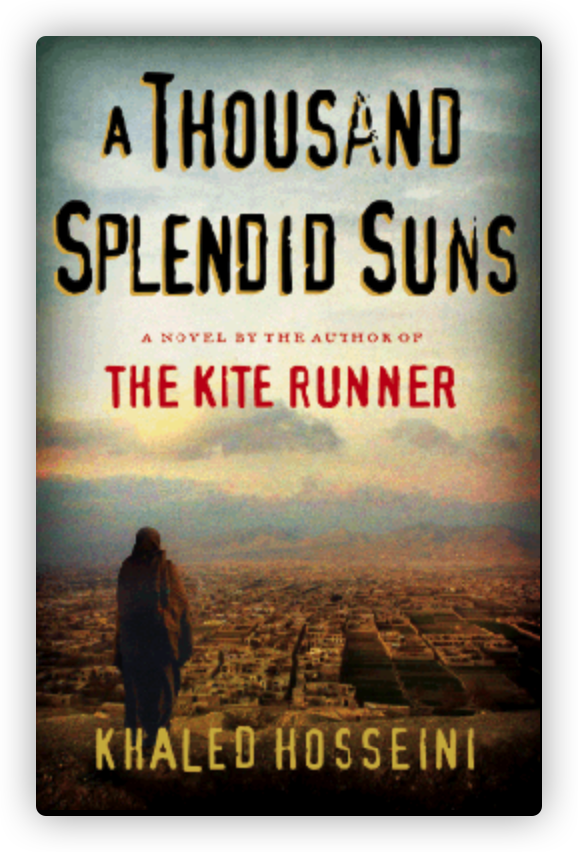 A THOUSAND
SPLENDID SUNS
A NOVEL BY THE AUTHOR OF
THE KITE RUNNER
KHALED HOSSEINI